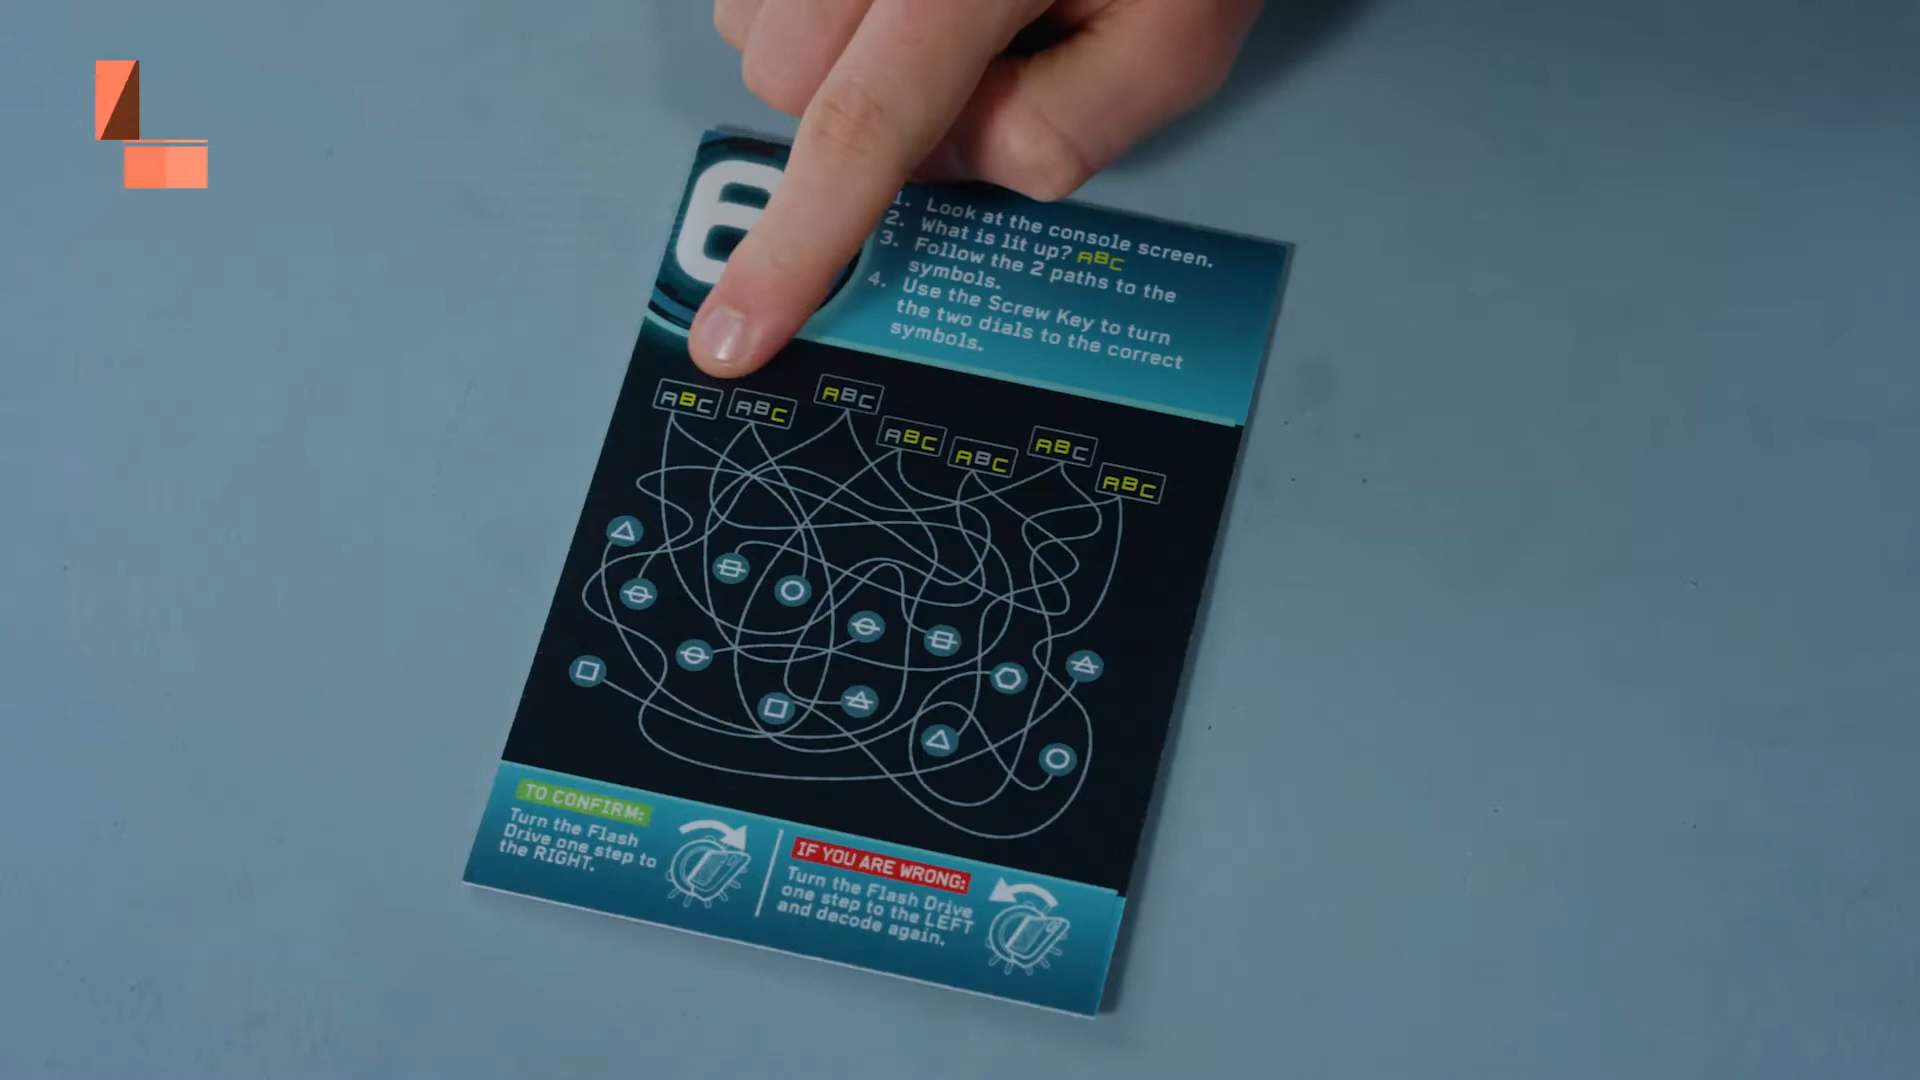 6
1. Look at the console screen.
2. What is lit up? ABC
3. Follow the 2 paths to the
symbols.
4. Use the Screw Key to turn
the two dials to the correct
symbols.
ABC
ABC
ABC
ABC
ABC
ABC
ABC
TO CONFIRM:
Turn the Flash
Drive one step to
the RIGHT.
IF YOU ARE WRONG:
Turn the Flash Drive
one step to the LEFT
and decode again.